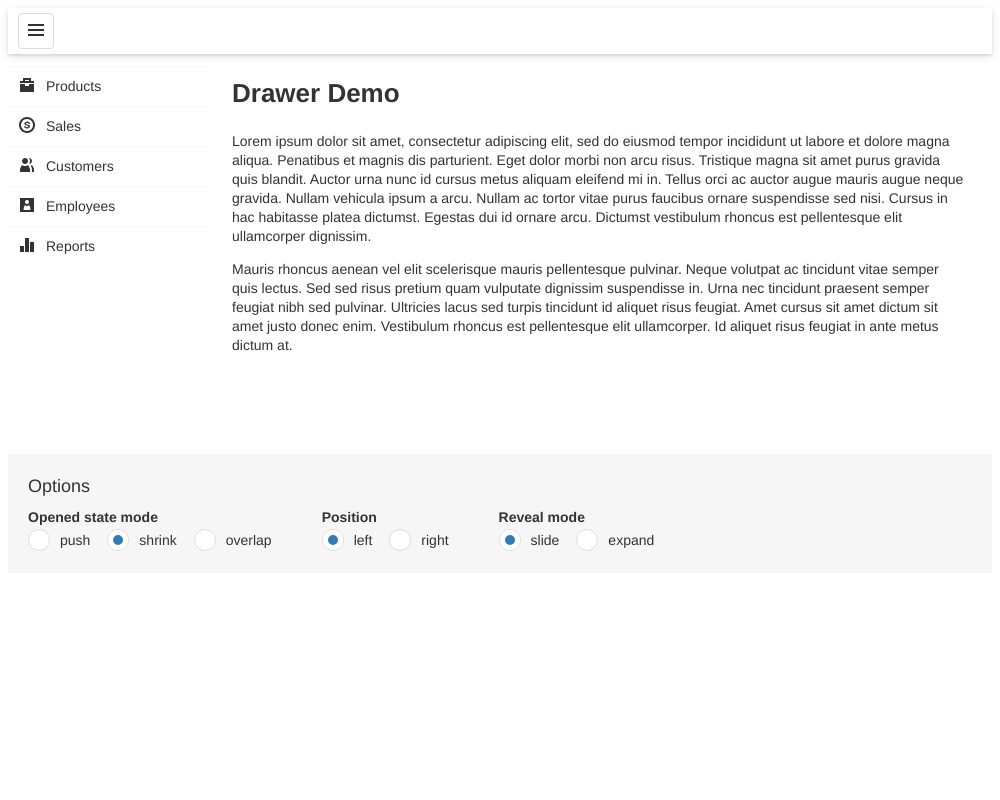 Products
Sales
Customers
Employees
Reports
Drawer Demo
Lorem ipsum dolor sit amet, consectetur adipiscing elit, sed do eiusmod tempor incididunt ut labore et dolore magna
aliqua. Penatibus et magnis dis parturient. Eget dolor morbi non arcu risus. Tristique magna sit amet purus gravida
quis blandit. Auctor urna nunc id cursus metus aliquam eleifend mi in. Tellus orci ac auctor augue mauris augue neque
gravida. Nullam vehicula ipsum a arcu. Nullam ac tortor vitae purus faucibus ornare suspendisse sed nisi. Cursus in
hac habitasse platea dictumst. Egestas dui id ornare arcu. Dictumst vestibulum rhoncus est pellentesque elit
ullamcorper dignissim.
Mauris rhoncus aenean vel elit scelerisque mauris pellentesque pulvinar. Neque volutpat ac tincidunt vitae semper
quis lectus. Sed sed risus pretium quam vulputate dignissim suspendisse in. Urna nec tincidunt praesent semper
feugiat nibh sed pulvinar. Ultricies lacus sed turpis tincidunt id aliquet risus feugiat. Amet cursus sit amet dictum sit
amet justo donec enim. Vestibulum rhoncus est pellentesque elit ullamcorper. Id aliquet risus feugiat in ante metus
dictum at.
Options
Opened state mode
push shrink overlap
Position
left right
Reveal mode
slide expand